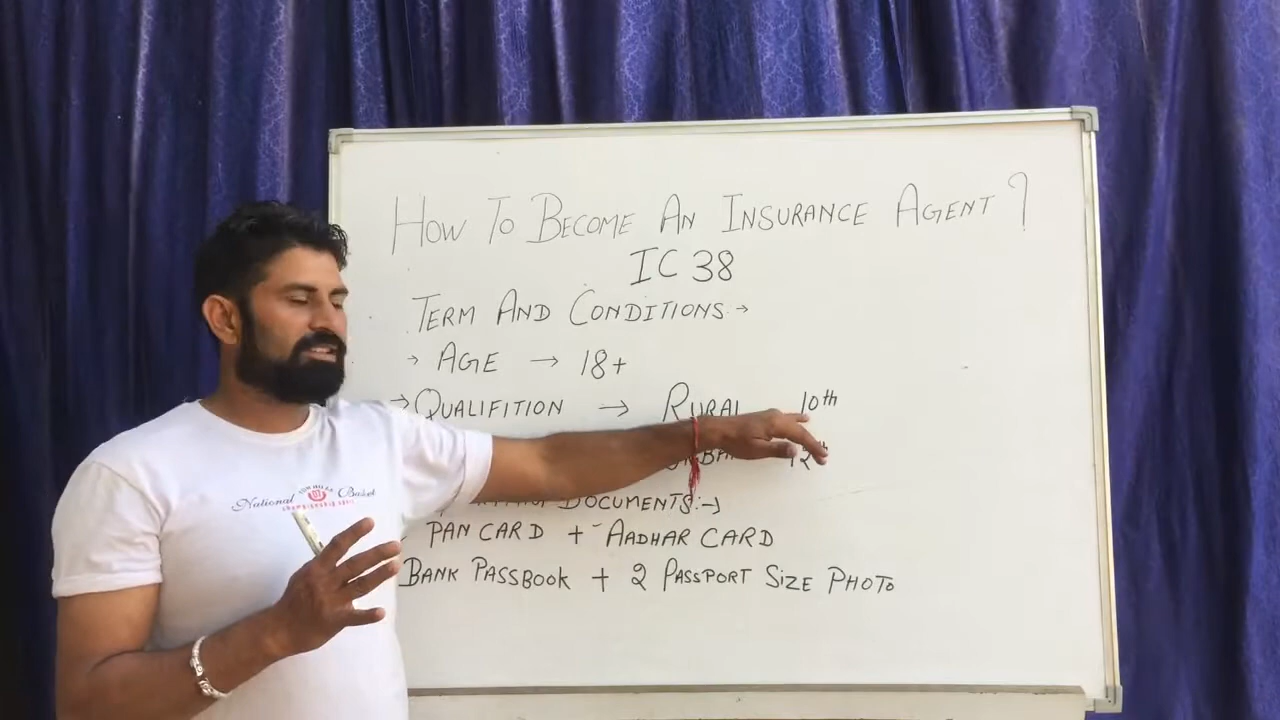 HOW TO BECOME AN INSURANCE AGENT ?
IC 38
TERM AND CONDITIONS :→
→ AGE → 18+
→ QUALIFITION → RURAL 10th
12th
DOCUMENTS :→
PAN CARD + AADHAR CARD
BANK PASSBOOK + 2 PASSPORT SIZE PHOTO
National Basket